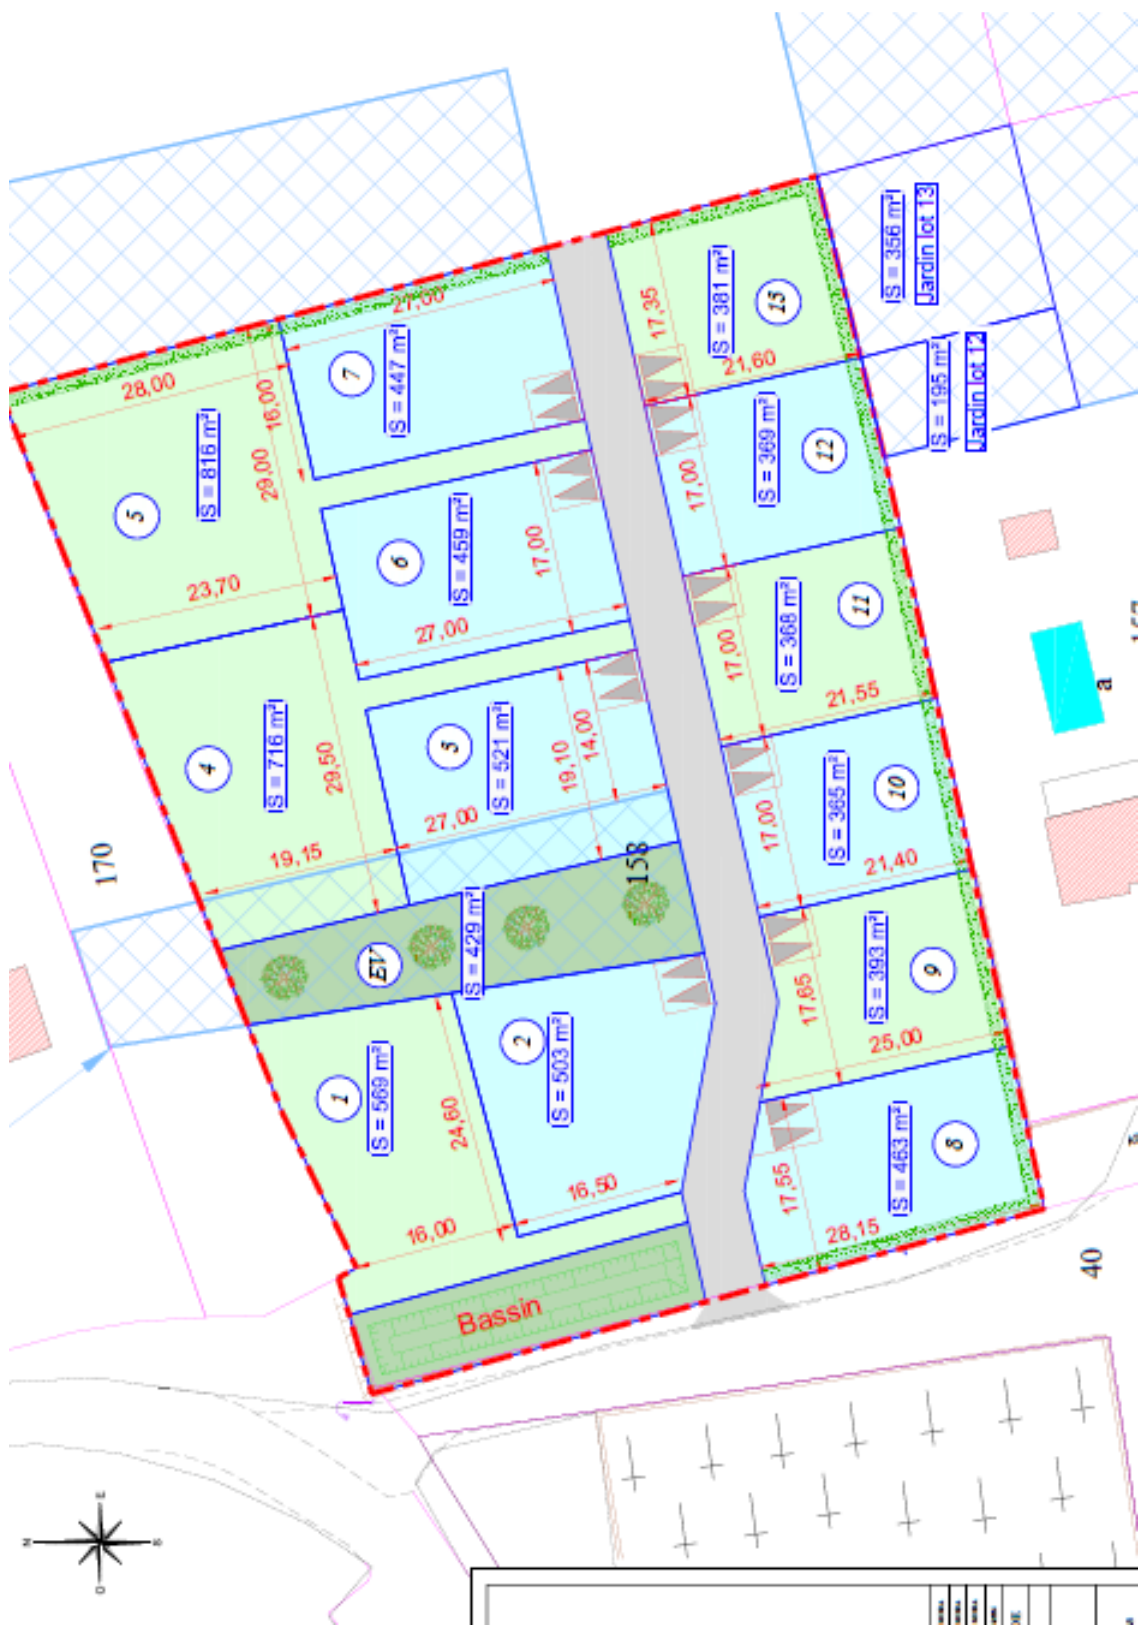 S = 356 m²
Jardin lot 13
S = 195 m²
Jardin lot 12
27,00
7
S = 447 m²
28,00
16,00
29,00
5
S = 816 m²
23,70
17,35
S = 381 m²
13
21,60
S = 369 m²
12
17,00
6
S = 459 m²
17,00
27,00
S = 368 m²
11
17,00
21,55
4
S = 716 m²
29,50
19,15
3
S = 521 m²
19,10
14,00
27,00
S = 365 m²
10
17,00
21,40
170
158
EV
S = 429 m²
S = 393 m²
9
17,65
25,00
1
S = 569 m²
24,60
16,00
2
S = 503 m²
16,50
S = 463 m²
8
17,55
28,15
Bassin
a
40
N
E
S
O